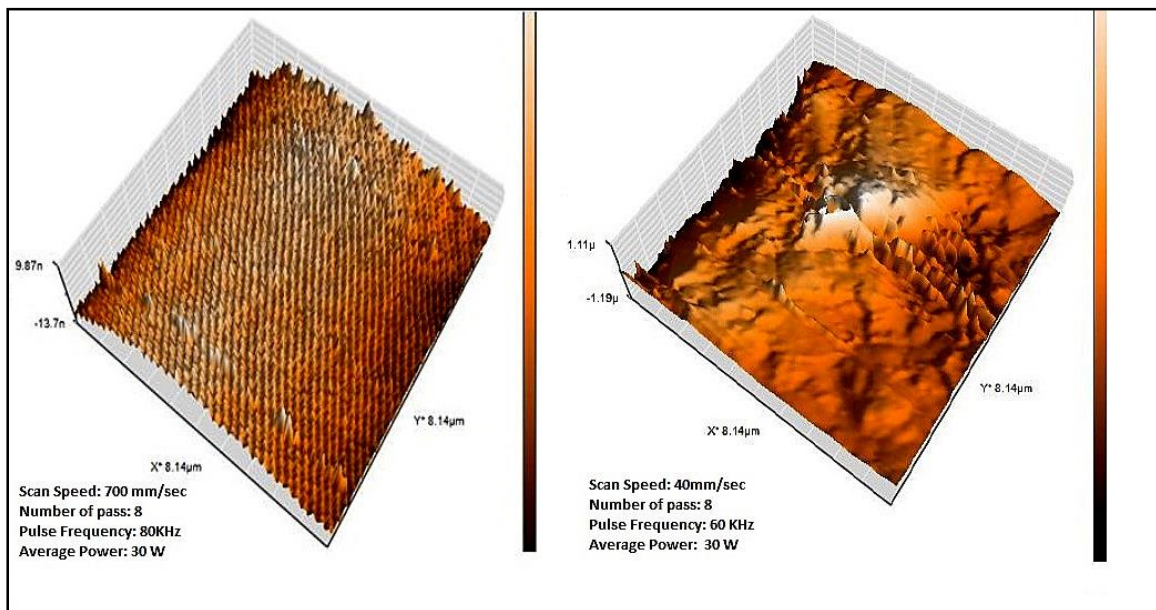 9.87n
-13.7n
X* 8.14µm
Y* 8.14µm
Scan Speed: 700 mm/sec
Number of pass: 8
Pulse Frequency: 80KHz
Average Power: 30 W
1.11µ
-1.19µ
X* 8.14µm
Y* 8.14µm
Scan Speed: 40mm/sec
Number of pass: 8
Pulse Frequency: 60 KHz
Average Power: 30 W